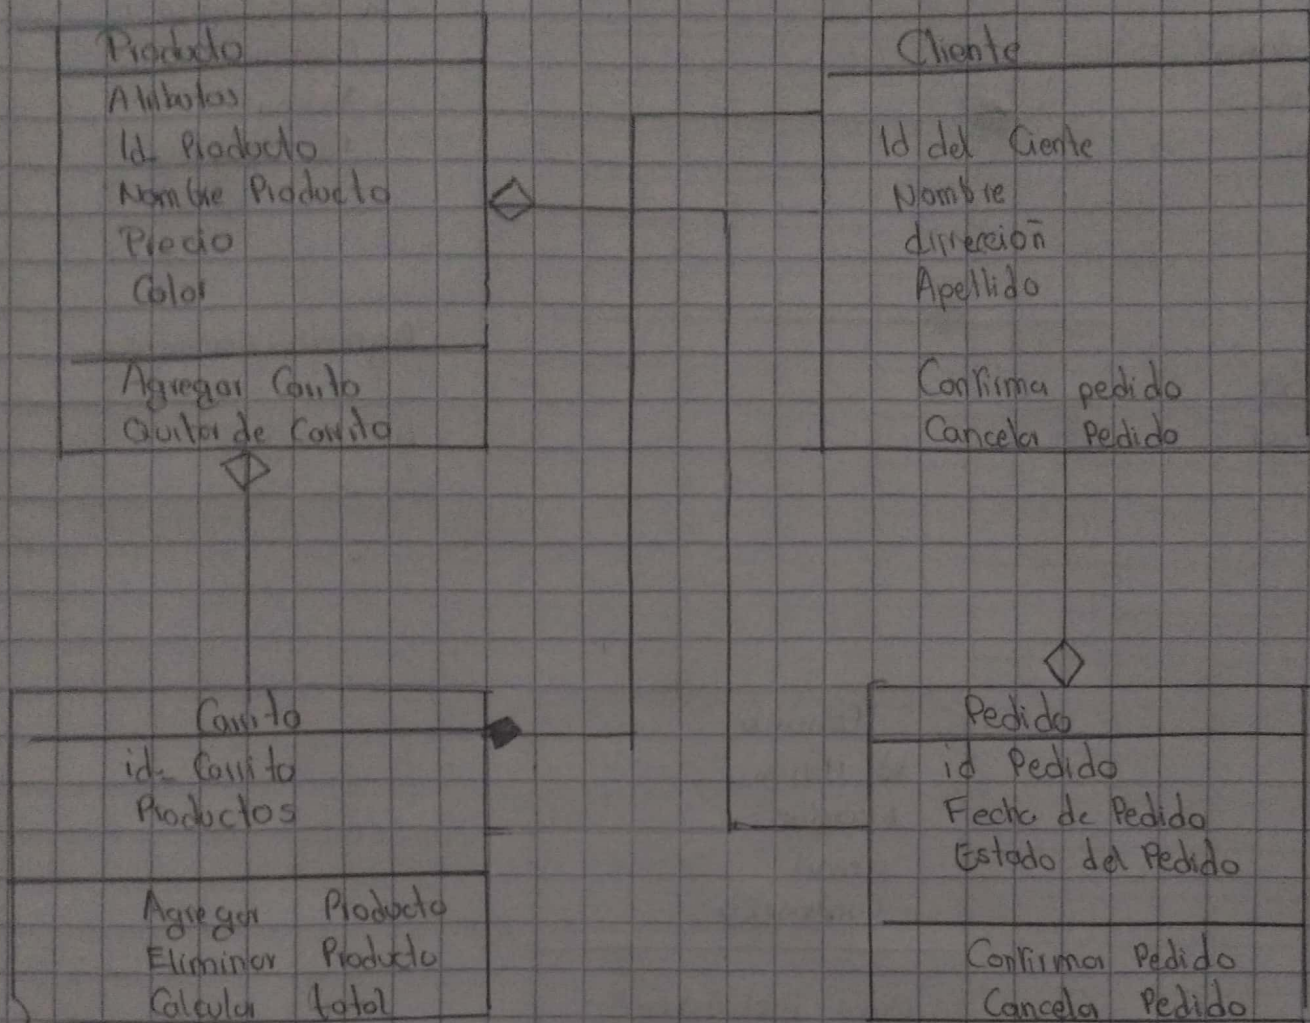 Producto
Atributos
Id Producto
Nombre Producto
Precio
Color
Agregar Carrito
Quitar de Carrito
Cliente
Id del Ciente
Nombre
dirreccion
Apellido
Confirma pedido
Cancela Pedido
Carrito
id Carrito
Productos
Agregar Producto
Eliminar Producto
Calcular total
Pedido
id Pedido
Fecha de Pedido
Estado del Pedido
Confirma Pedido
Cancela Pedido